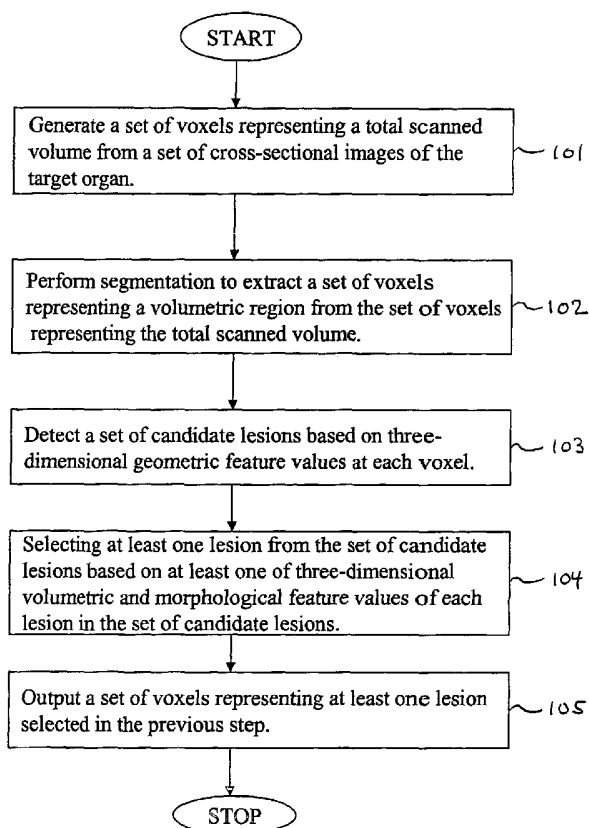 START
Generate a set of voxels representing a total scanned
volume from a set of cross-sectional images of the
target organ.
101
Perform segmentation to extract a set of voxels
representing a volumetric region from the set of voxels
representing the total scanned volume.
102
Detect a set of candidate lesions based on three-
dimensional geometric feature values at each voxel.
103
Selecting at least one lesion from the set of candidate
lesions based on at least one of three-dimensional
volumetric and morphological feature values of each
lesion in the set of candidate lesions.
104
Output a set of voxels representing at least one lesion
selected in the previous step.
105
STOP